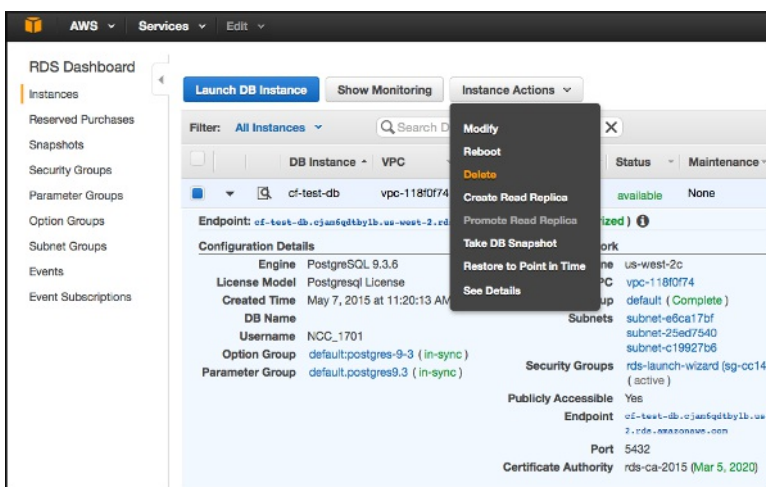 AWS Services Edit
RDS Dashboard
Instances
Reserved Purchases
Snapshots
Security Groups
Parameter Groups
Option Groups
Subnet Groups
Events
Event Subscriptions
Launch DB Instance Show Monitoring Instance Actions
Filter: All Instances Search D X
DB Instance VPC Status Maintenance
cf-test-db vpc-118f0f74 available None
Modify
Reboot
Delete
Create Read Replica
Promote Read Replica
Take DB Snapshot
Restore to Point in Time
See Details
Endpoint: cf-test-db.cjam6qdtbylb.us-west-2.rd ized )
Configuration Details ork
Engine PostgreSQL 9.3.6
License Model Postgresql License
Created Time May 7, 2015 at 11:20:13 AM
DB Name
Username NCC_1701
Option Group default:postgres-9-3 ( in-sync )
Parameter Group default.postgres9.3 ( in-sync )
ne us-west-2c
PC vpc-118f0f74
up default ( Complete )
Subnets subnet-e6ca17bf
subnet-25ed7540
subnet-c19927b6
Security Groups rds-launch-wizard (sg-cc14
( active )
Publicly Accessible Yes
Endpoint cf-test-db.cjam6qdtbylb.us
2.rds.amazonaws.com
Port 5432
Certificate Authority rds-ca-2015 (Mar 5, 2020)